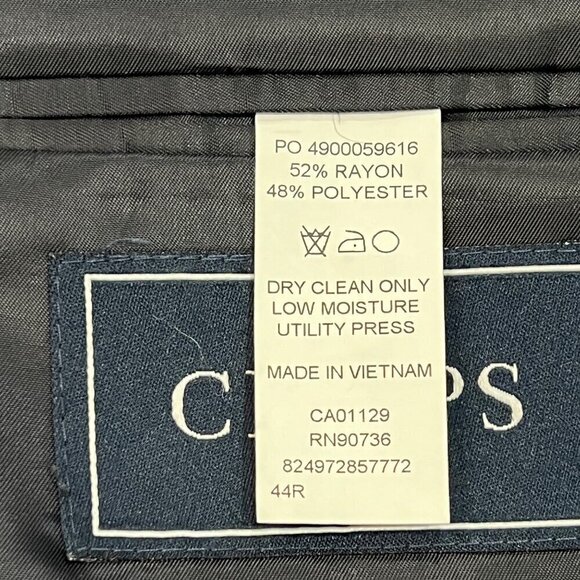 PO 4900059616
52% RAYON
48% POLYESTER
DRY CLEAN ONLY
LOW MOISTURE
UTILITY PRESS
MADE IN VIETNAM
CA01129
RN90736
824972857772
44R